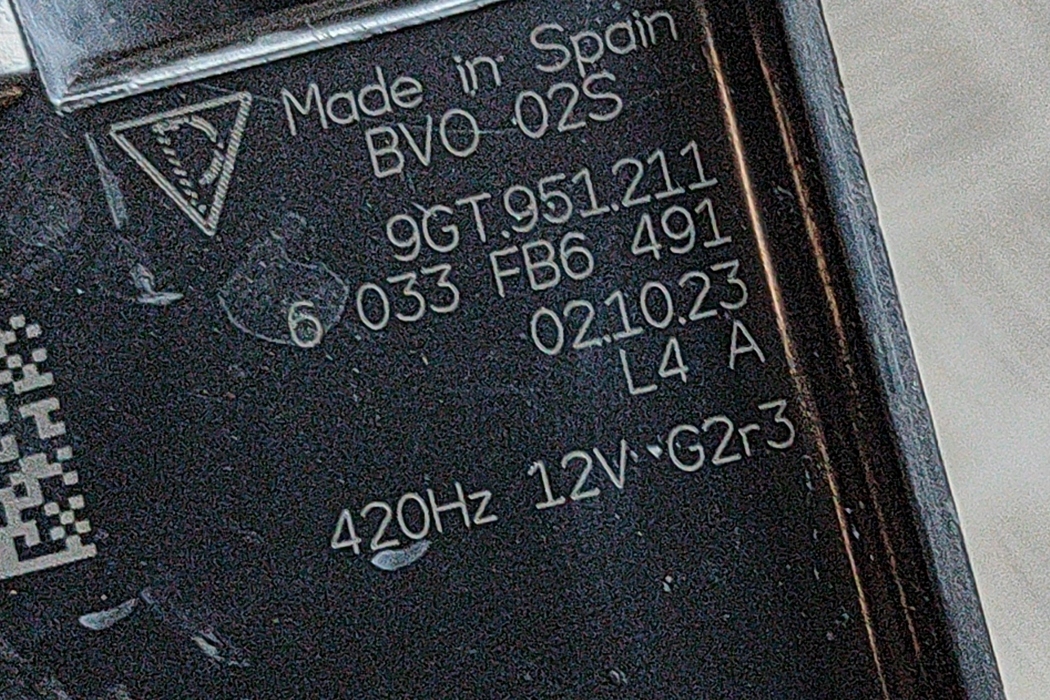 Made in Spain
BVO 02S
9GT.951.211
6 033 FB6 491
02.10.23
L4 A
420Hz 12V G2r3